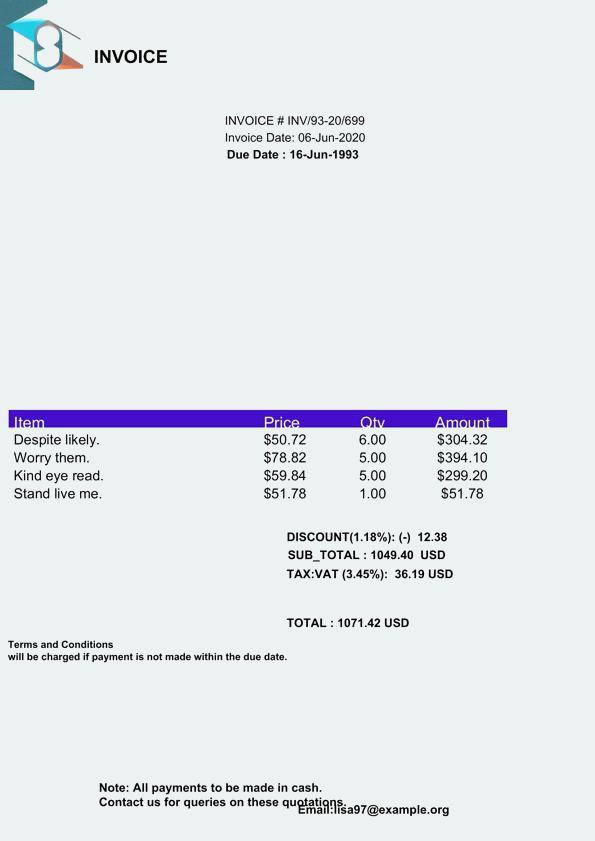 INVOICE
INVOICE # INV/93-20/699
Invoice Date: 06-Jun-2020
Due Date : 16-Jun-1993
Item Price Qty Amount
Despite likely. $50.72 6.00 $304.32
Worry them. $78.82 5.00 $394.10
Kind eye read. $59.84 5.00 $299.20
Stand live me. $51.78 1.00 $51.78
DISCOUNT(1.18%): (-) 12.38
SUB_TOTAL : 1049.40 USD
TAX:VAT (3.45%): 36.19 USD
TOTAL : 1071.42 USD
Terms and Conditions
will be charged if payment is not made within the due date.
Note: All payments to be made in cash.
Contact us for queries on these quotations.
Email:lisa97@example.org